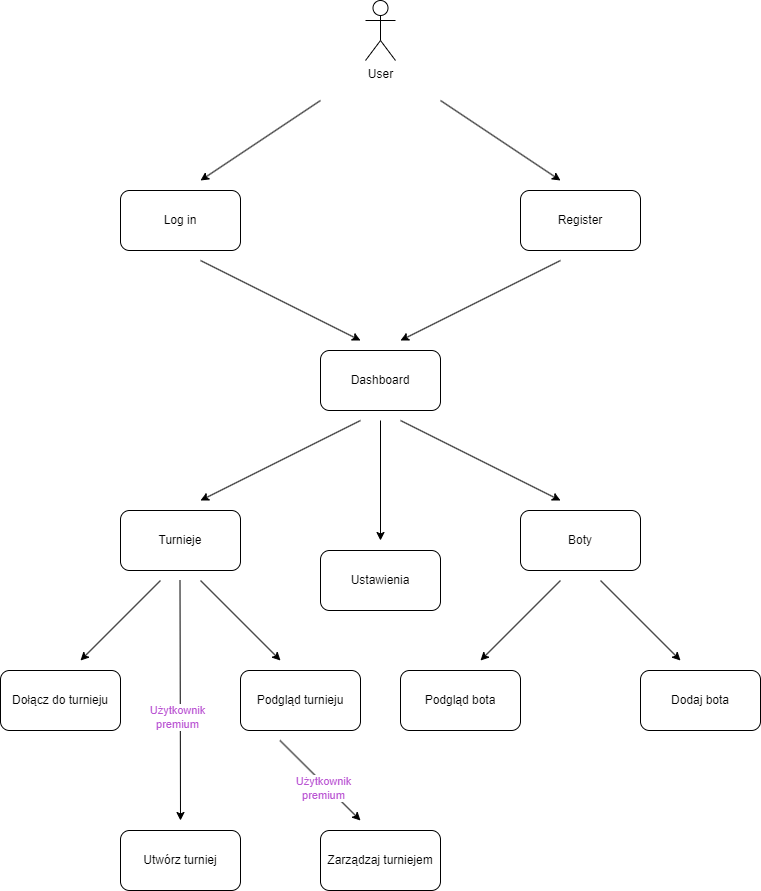 User
Log in
Register
Dashboard
Turnieje
Ustawienia
Boty
Dołącz do turnieju
Użytkownik
premium
Podgląd turnieju
Podgląd bota
Dodaj bota
Użytkownik
premium
Utwórz turniej
Zarządzaj turniejem